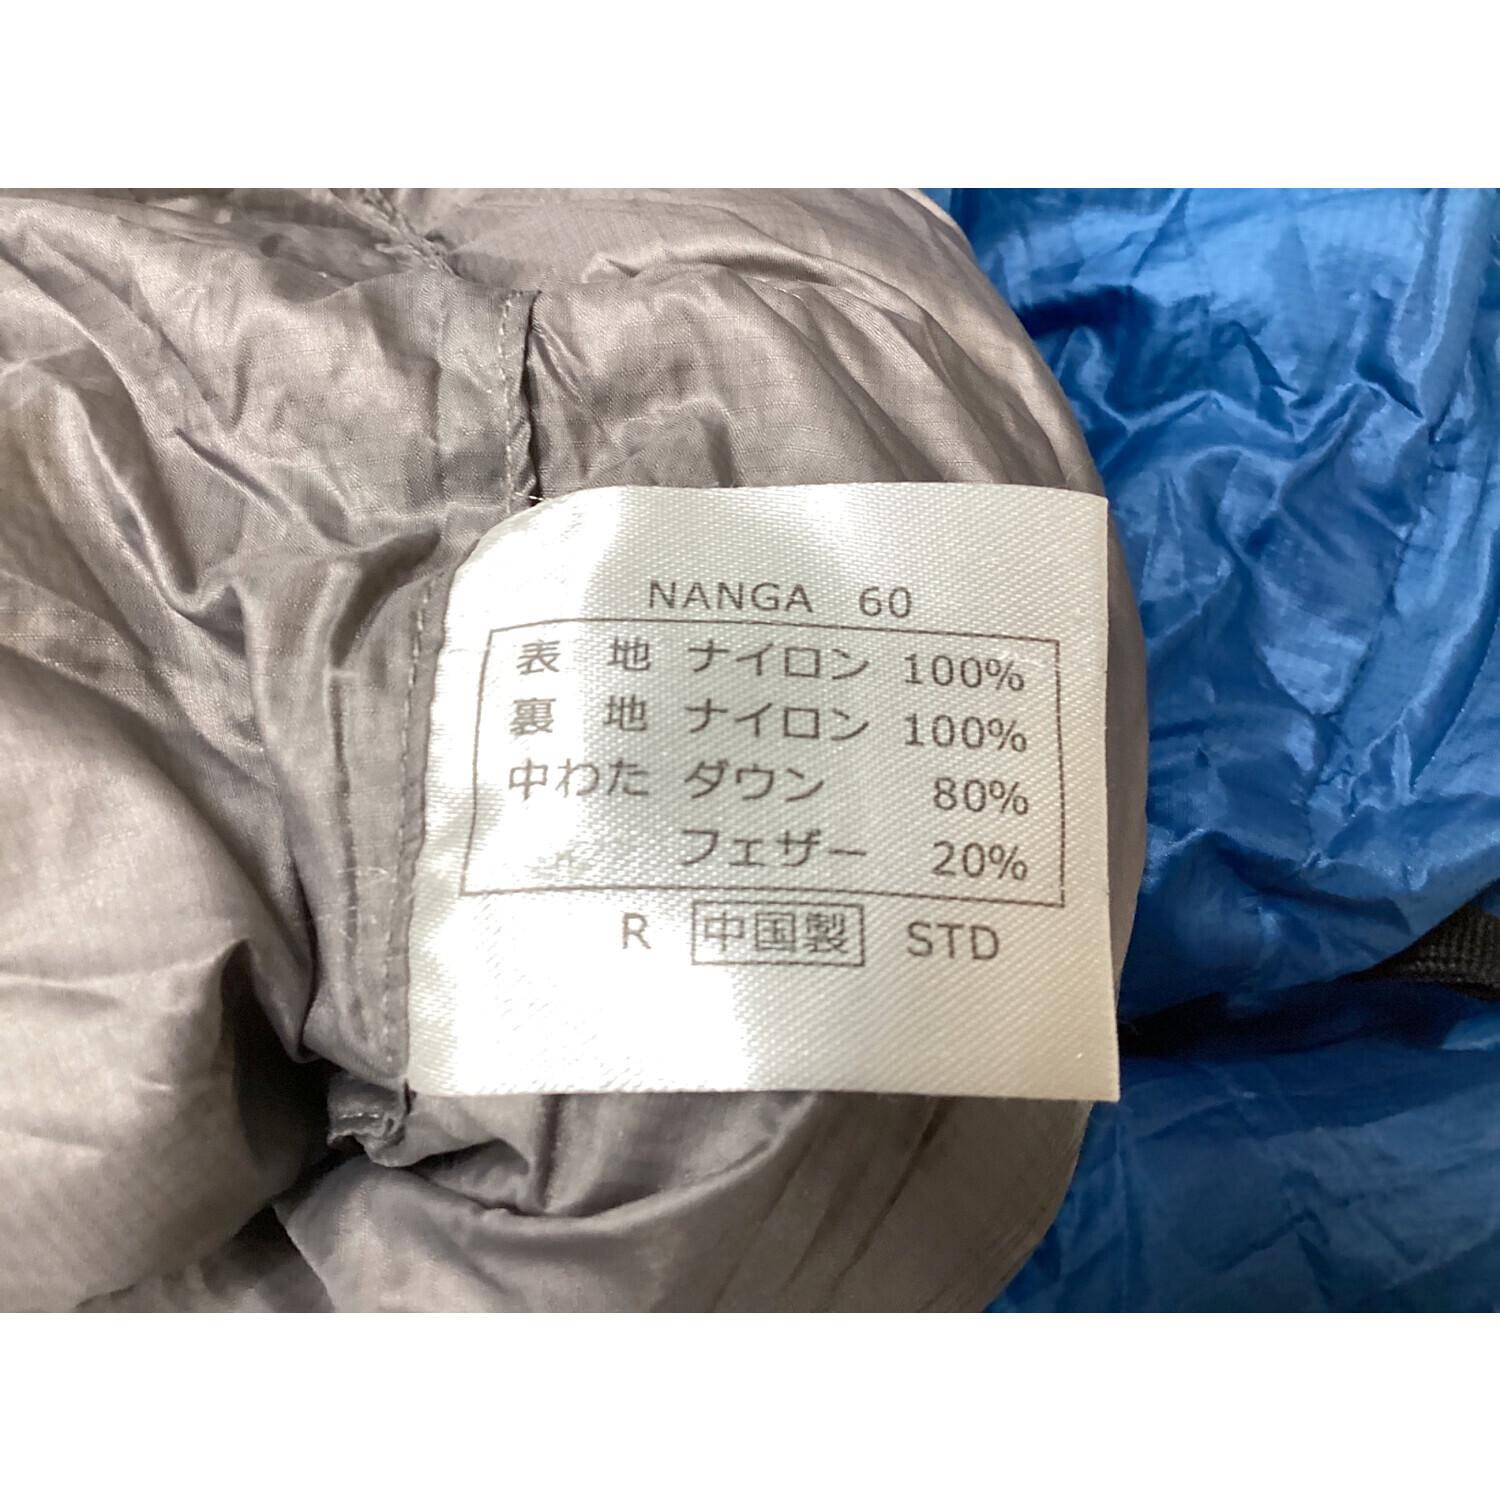 NANGA 60
表 地 ナイロン 100%
裏 地 ナイロン 100%
中わた ダウン 80%
フェザー 20%
R 中国製 STD